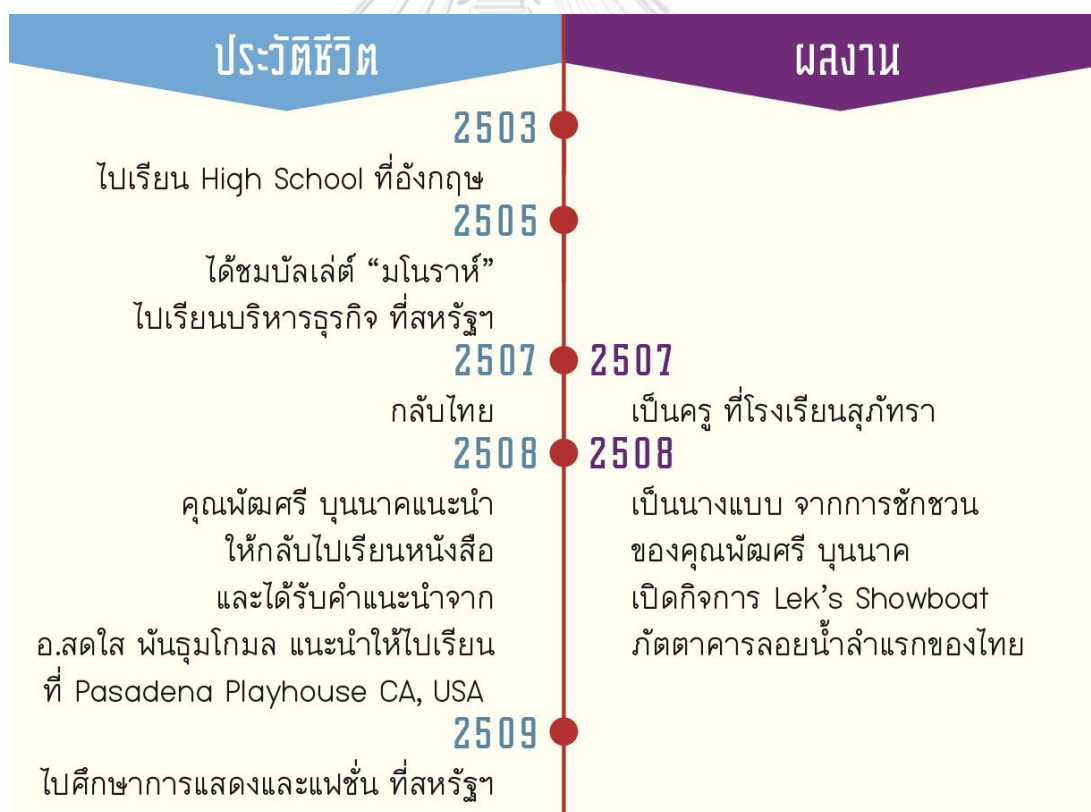 ประวัติชีวิต
ผลงาน
2503
ไปเรียน High School ที่อังกฤษ
2505
ได้ชมบัลเล่ต์ “มโนราห์”
ไปเรียนบริหารธุรกิจ ที่สหรัฐฯ
2507
กลับไทย
2507
เป็นครู ที่โรงเรียนสุภัทรา
2508
คุณพัฒศรี บุนนาคแนะนำ
ให้กลับไปเรียนหนังสือ
และได้รับคำแนะนำจาก
อ.สดใส พันธุมโกมล แนะนำให้ไปเรียน
ที่ Pasadena Playhouse CA, USA
2508
เป็นนางแบบ จากการชักชวน
ของคุณพัฒศรี บุนนาค
เปิดกิจการ Lek’s Showboat
ภัตตาคารลอยน้ำลำแรกของไทย
2509
ไปศึกษาการแสดงและแฟชั่น ที่สหรัฐฯ